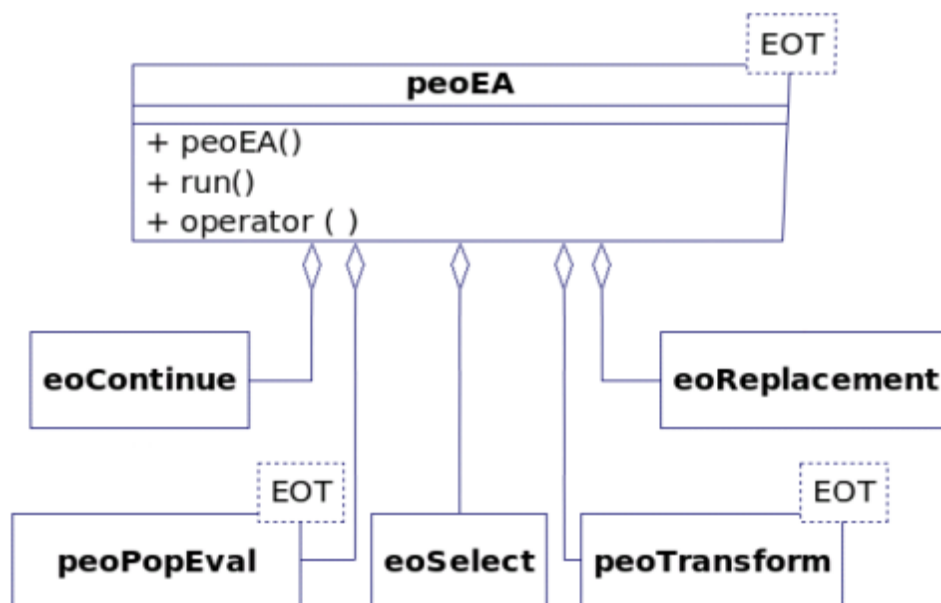 EOT
peoEA
+ peoEA()
+ run()
+ operator ( )
eoContinue
eoReplacement
EOT
EOT
peoPopEval
eoSelect
peoTransform